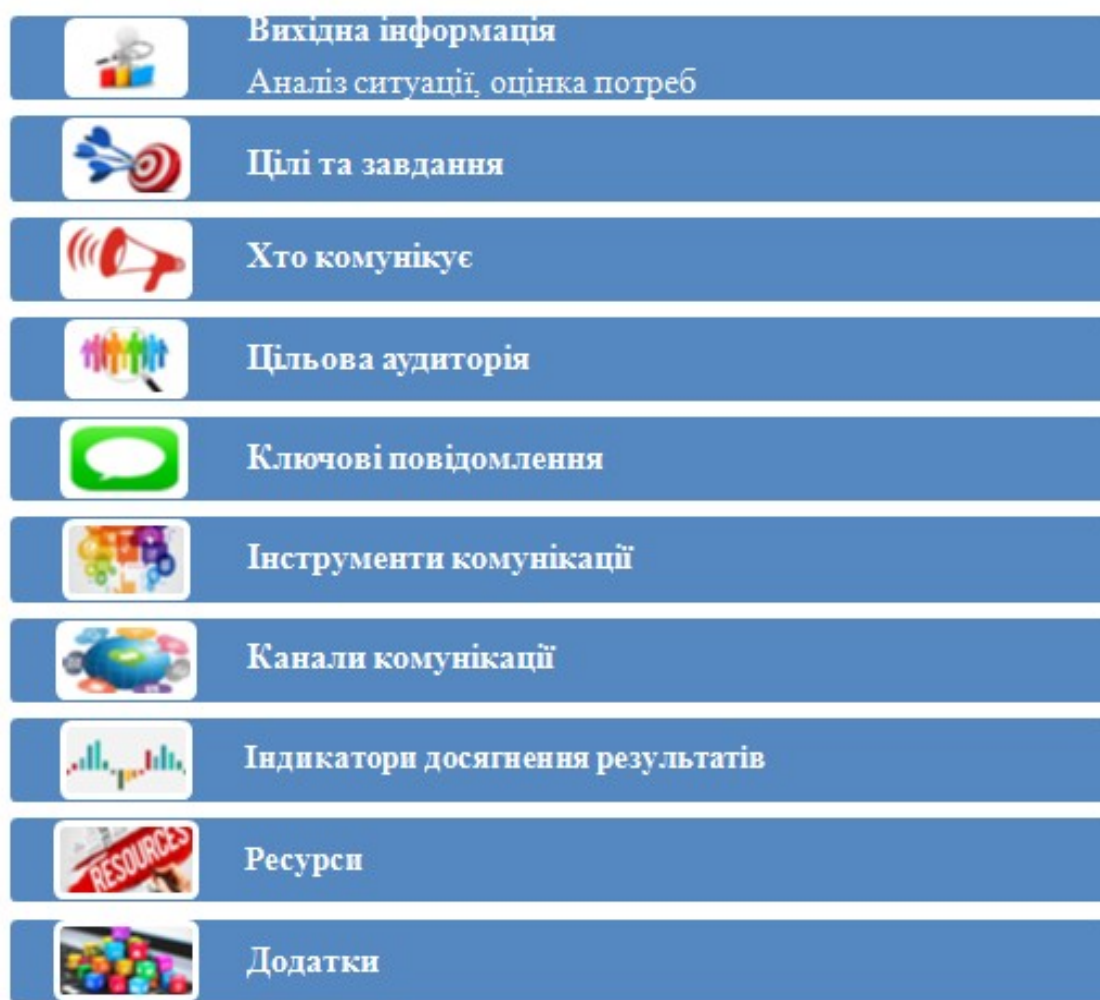 Вихідна інформація
Аналіз ситуації, оцінка потреб
Цілі та завдання
Хто комунікує
Цільова аудиторія
Ключові повідомлення
Інструменти комунікації
Канали комунікації
Індикатори досягнення результатів
RESOURCES
Ресурси
Додатки